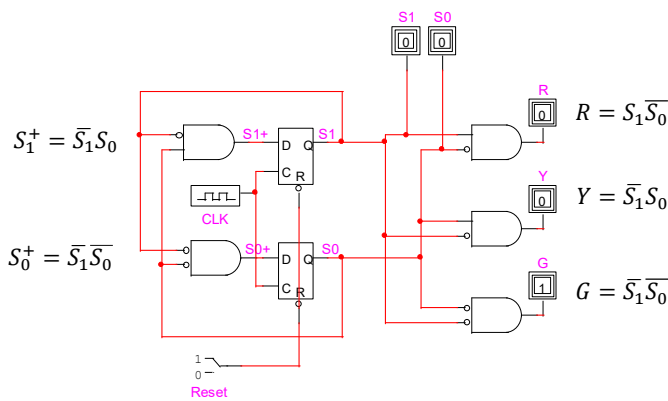 S1 S0
0 0
R
0
R = S₁S̅₀̅
S₁⁺ = S̅₁S₀
S1+
D Q
S1
C R
CLK
Y
0
Y = S̅₁S₀
S₀⁺ = S̅₁S̅₀̅
S0+
D Q
S0
C R
G
1
G = S̅₁S̅₀̅
1
0
Reset